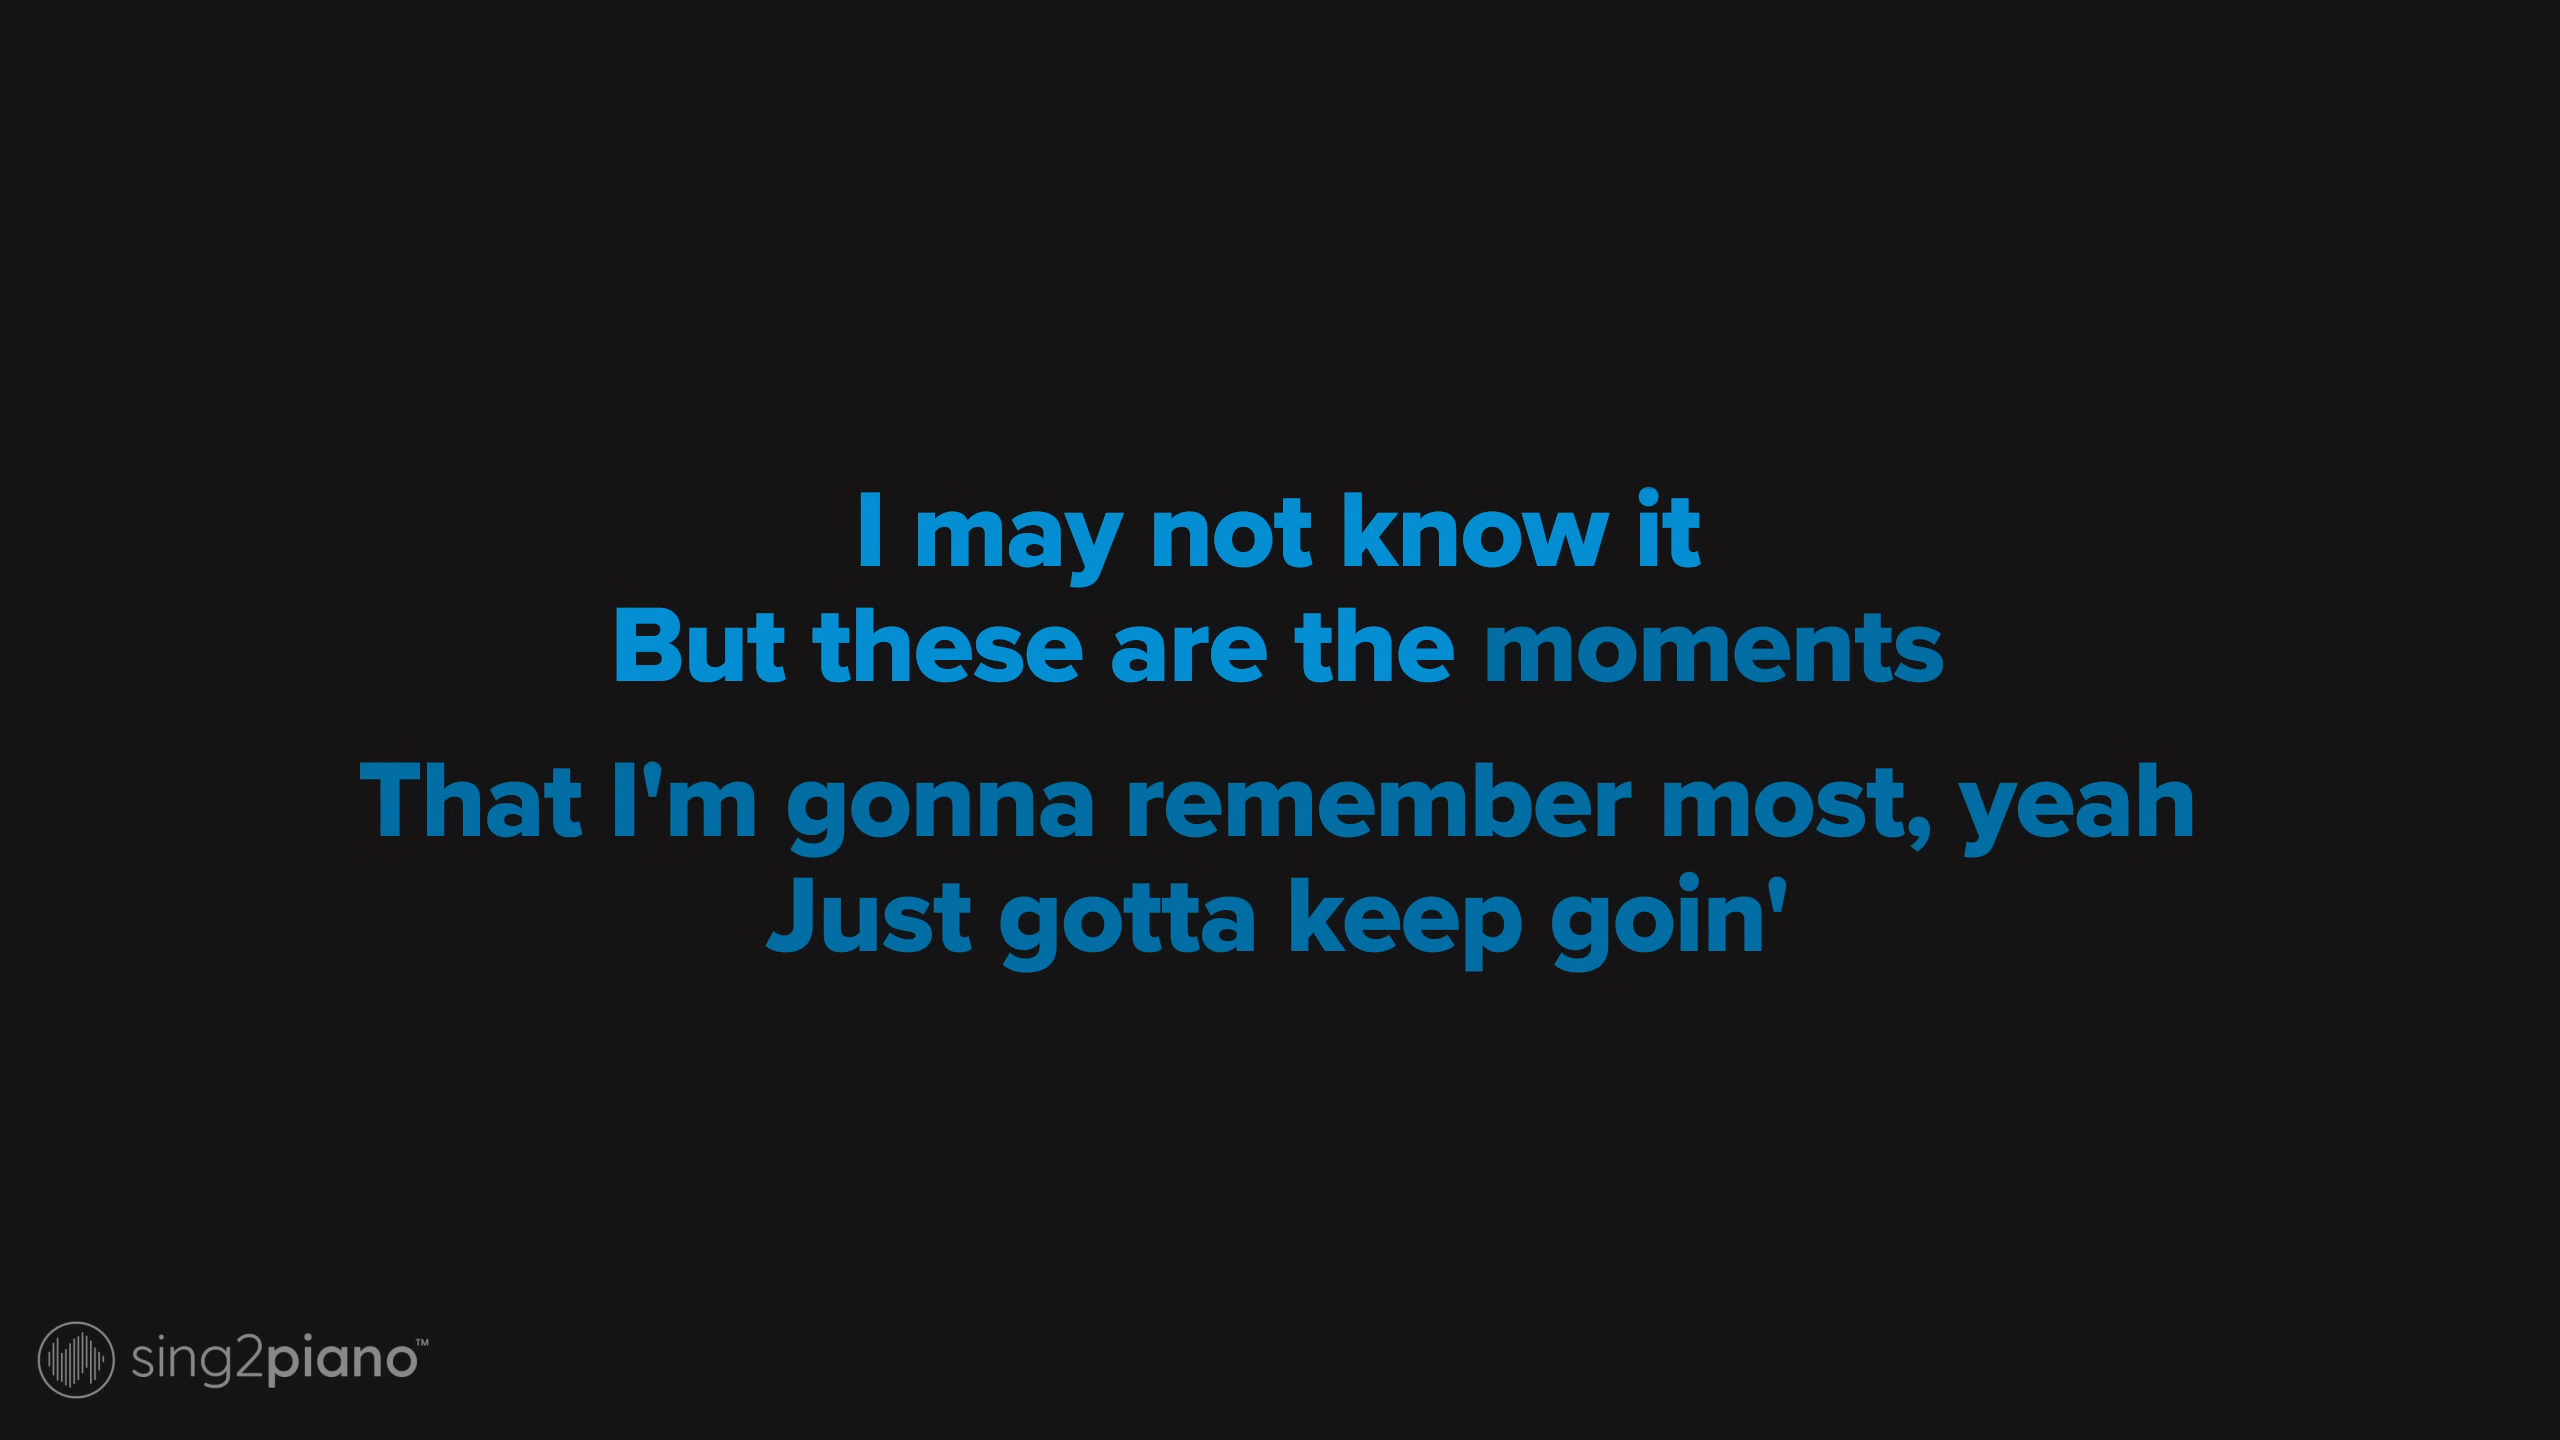 I may not know it
But these are the moments
That I'm gonna remember most, yeah
Just gotta keep goin'
sing2piano™